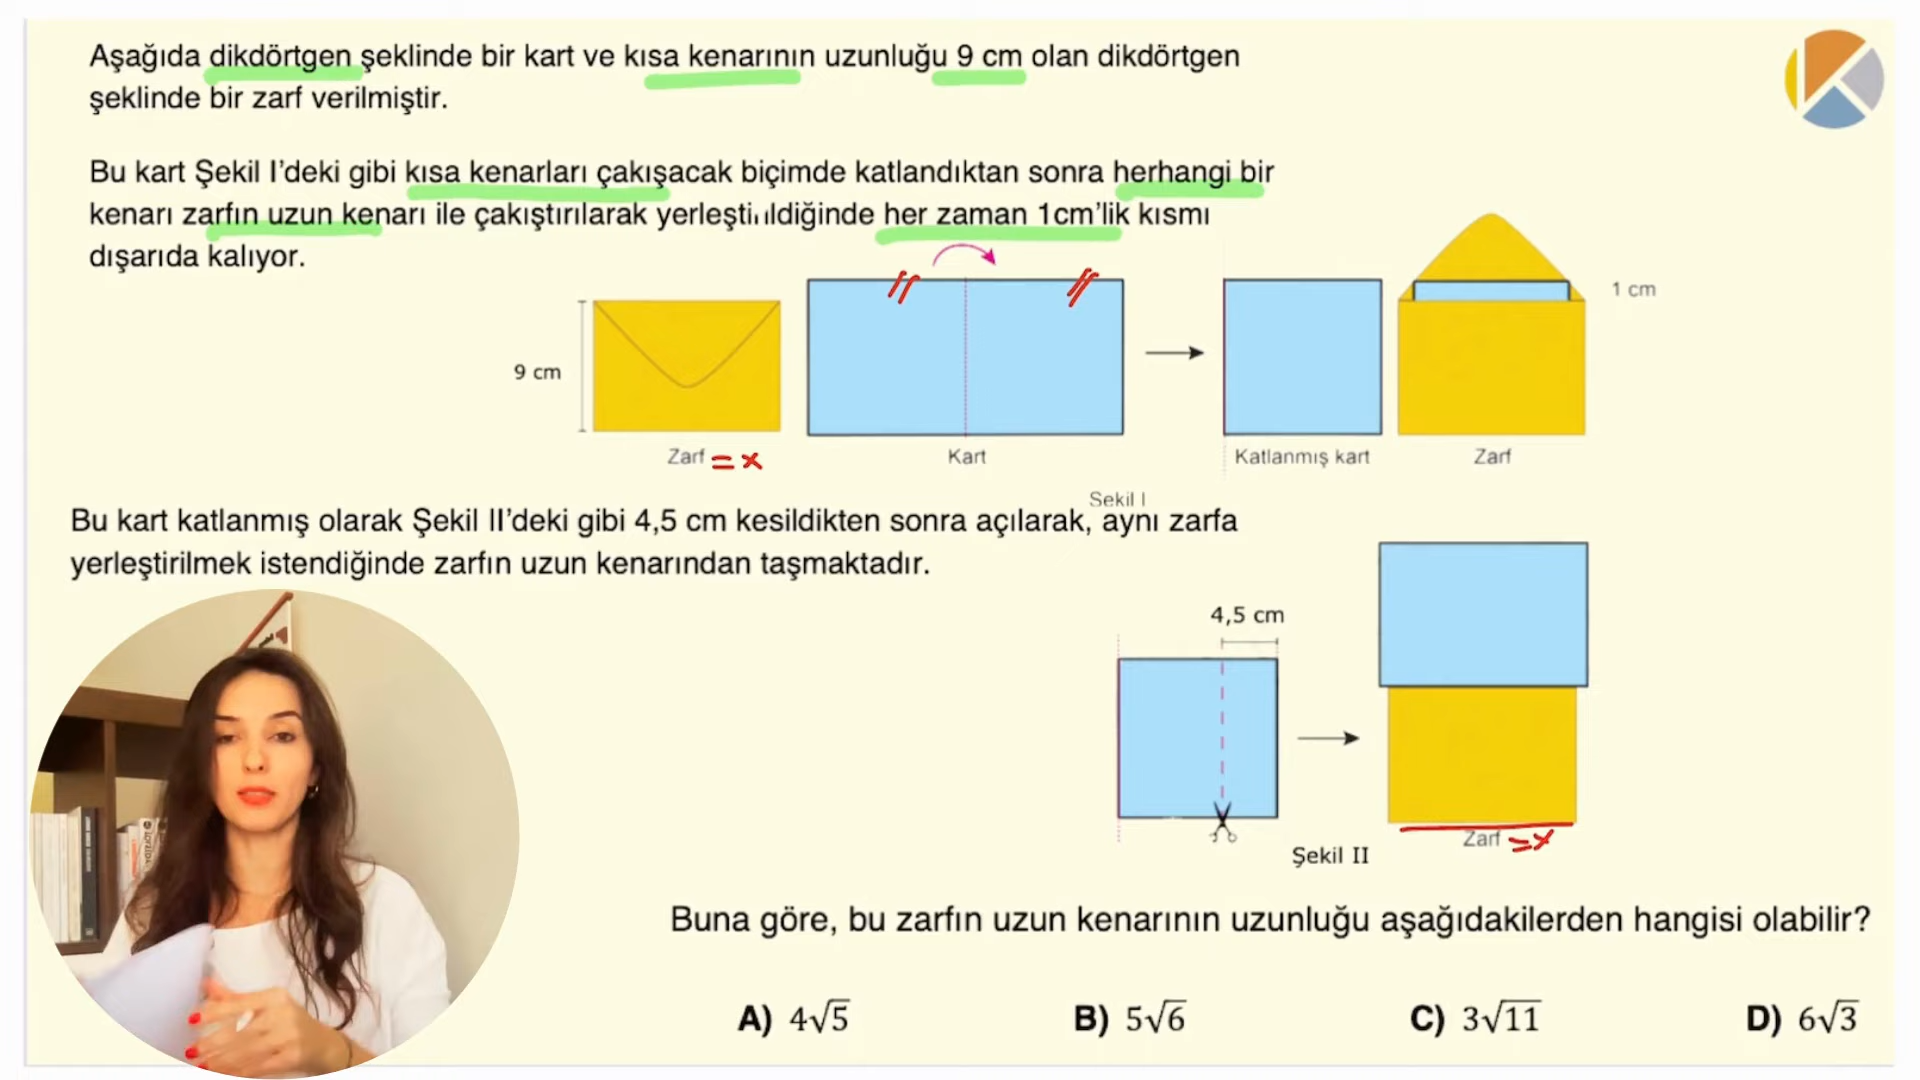 Aşağıda dikdörtgen şeklinde bir kart ve kısa kenarının uzunluğu 9 cm olan dikdörtgen
şeklinde bir zarf verilmiştir.
Bu kart Şekil I'deki gibi kısa kenarları çakışacak biçimde katlandıktan sonra herhangi bir
kenarı zarfın uzun kenarı ile çakıştırılarak yerleştirildiğinde her zaman 1cm'lik kısmı
dışarıda kalıyor.
1 cm
9 cm
Zarf = x
Kart
Katlanmış kart
Zarf
Şekil I
Bu kart katlanmış olarak Şekil II'deki gibi 4,5 cm kesildikten sonra açılarak, aynı zarfa
yerleştirilmek istendiğinde zarfın uzun kenarından taşmaktadır.
4,5 cm
Zarf = x
Şekil II
Buna göre, bu zarfın uzun kenarının uzunluğu aşağıdakilerden hangisi olabilir?
A) 4√5
B) 5√6
C) 3√11
D) 6√3